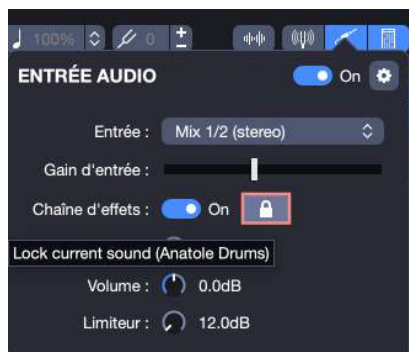 100% 0
ENTRÉE AUDIO On
Entrée : Mix 1/2 (stereo)
Gain d'entrée :
Chaîne d'effets : On
Lock current sound (Anatole Drums)
Volume : 0.0dB
Limiteur : 12.0dB